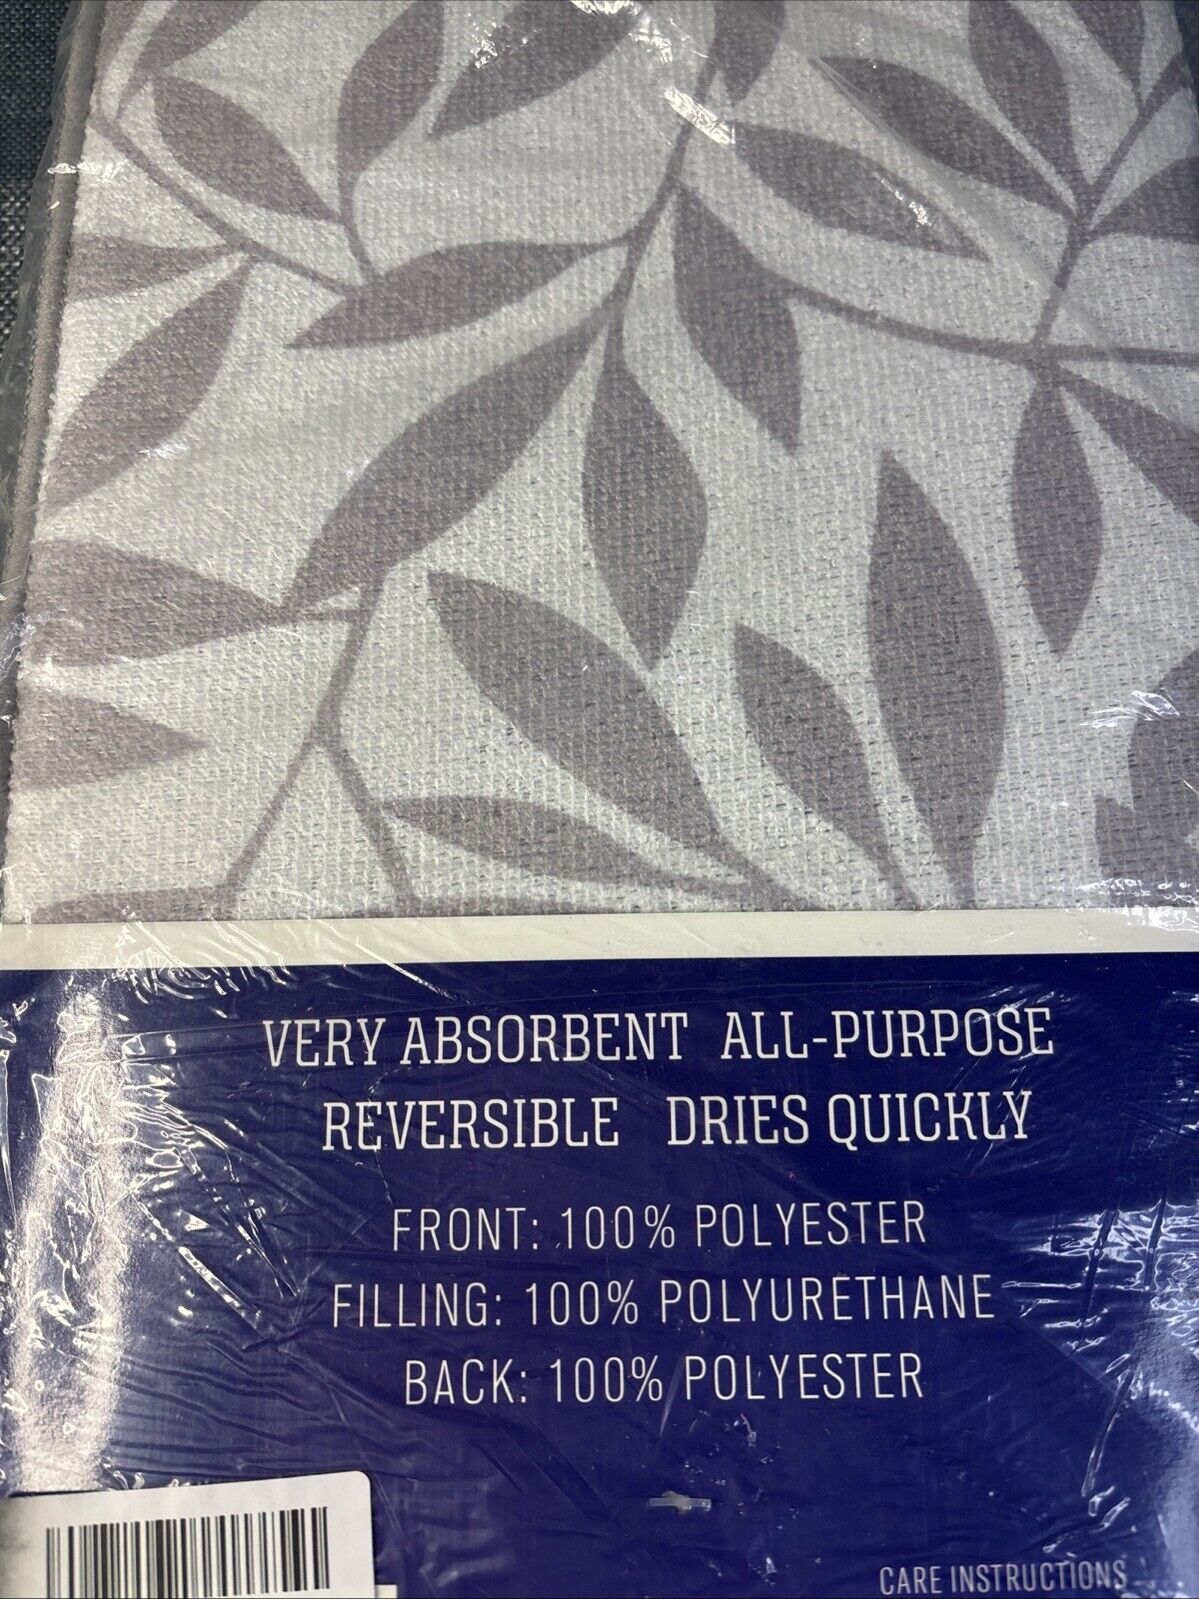 VERY ABSORBENT ALL-PURPOSE
REVERSIBLE DRIES QUICKLY
FRONT: 100% POLYESTER
FILLING: 100% POLYURETHANE
BACK: 100% POLYESTER
CARE INSTRUCTIONS